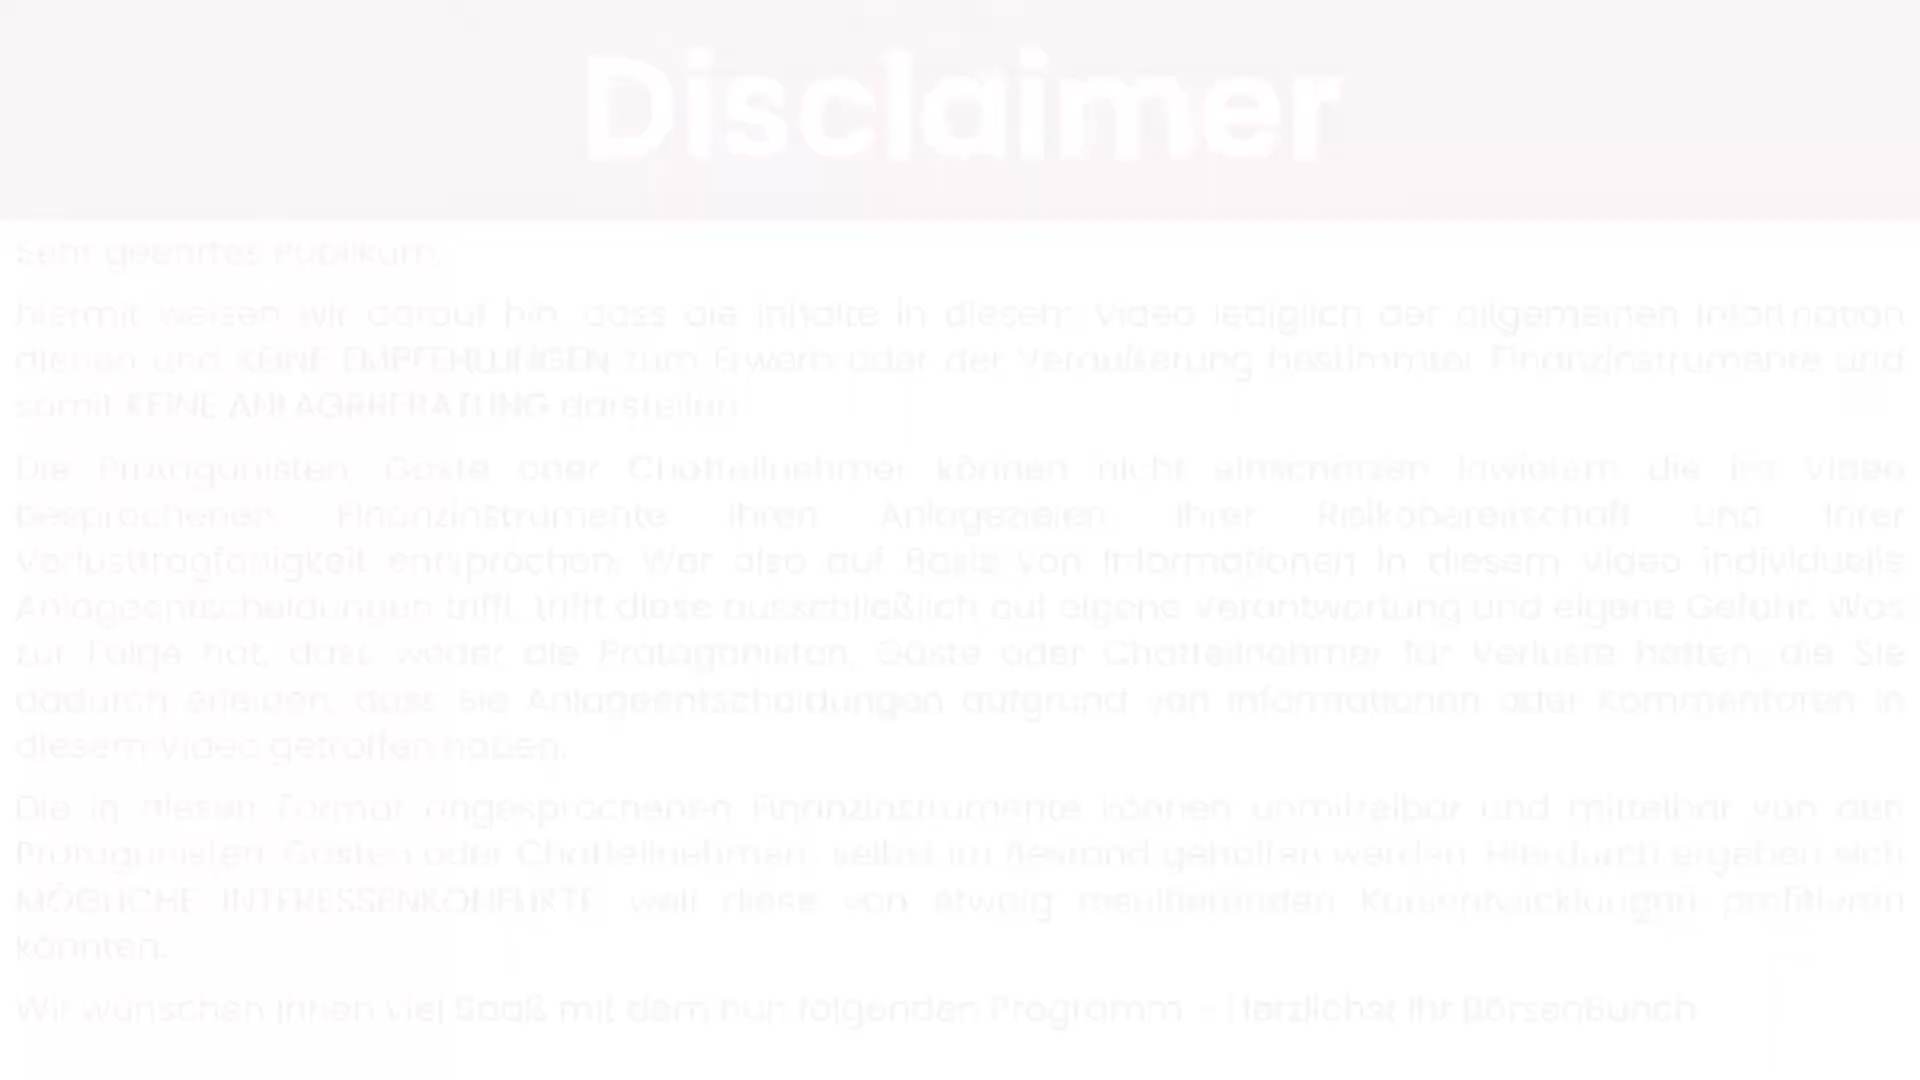 Disclaimer
Sehr geehrtes Publikum,
hiermit weisen wir darauf hin, dass die Inhalte in diesem Video lediglich der allgemeinen Information
dienen und KEINE EMPFEHLUNGEN zum Erwerb oder der Veräußerung bestimmter Finanzinstrumente und
somit KEINE ANLAGEBERATUNG darstellen.
Die Protagonisten, Gäste oder Chatteilnehmer können nicht einschätzen inwiefern die im Video
besprochenen Finanzinstrumente Ihren Anlagezielen, Ihrer Risikobereitschaft und Ihrer
Verlusttragfähigkeit entsprechen. Wer also auf Basis von Informationen in diesem Video individuelle
Anlageentscheidungen trifft, trifft diese ausschließlich auf eigene Verantwortung und eigene Gefahr. Was
zur Folge hat, dass weder die Protagonisten, Gäste oder Chatteilnehmer für Verluste haften, die Sie
dadurch erleiden, dass Sie Anlageentscheidungen aufgrund von Informationen oder Kommentaren in
diesem Video getroffen haben.
Die in diesem Format angesprochenen Finanzinstrumente können unmittelbar und mittelbar von den
Protagonisten, Gästen oder Chatteilnehmern selbst im Bestand gehalten werden. Hierdurch ergeben sich
MÖGLICHE INTERESSENKONFLIKTE, weil diese von etwaig resultierenden Kursentwicklungen profitieren
könnten.
Wir wünschen Ihnen viel Spaß mit dem nun folgenden Programm - Herzlichst Ihr BörsenBunch